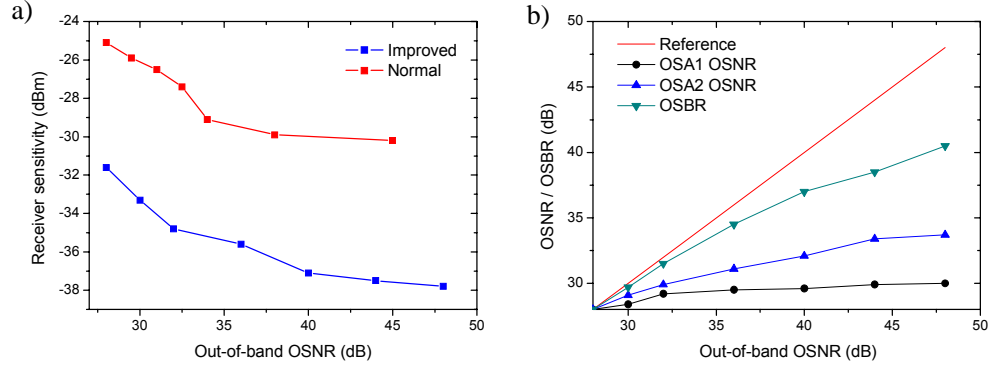 a)
-24
-26
-28
-30
-32
-34
-36
-38
Receiver sensitivity (dBm)
Improved
Normal
30
35
40
45
50
Out-of-band OSNR (dB)
b)
50
45
40
35
30
OSNR / OSBR (dB)
Reference
OSA1 OSNR
OSA2 OSNR
OSBR
30
35
40
45
50
Out-of-band OSNR (dB)